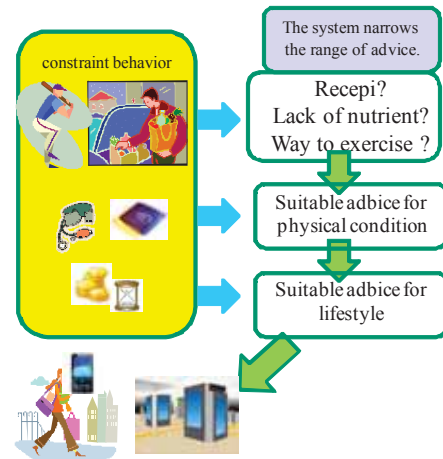 The system narrows
the range of advice.
constraint behavior
Recepi?
Lack of nutrient?
Way to exercise ?
Suitable adbice for
physical condition
Suitable adbice for
lifestyle